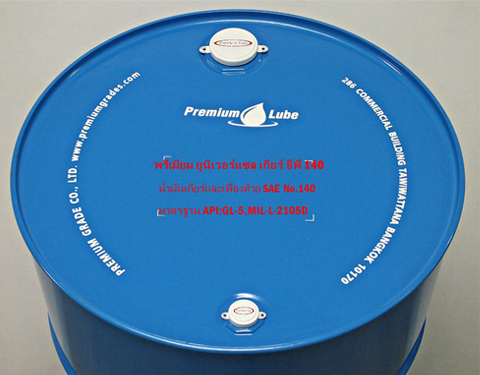 Premium Lube
พรีเมี่ยม ยูนิเวอร์แซล เกียร์ อีพี 140
น้ำมันเกียร์และเฟืองท้าย SAE No.140
มาตรฐาน API:GL-5,MIL-L-2105D
PREMIUM GRADE CO., LTD. www.premiumgrades.com
286 COMMERCIAL BUILDING TAWIWATTANA BANGKOK 10170